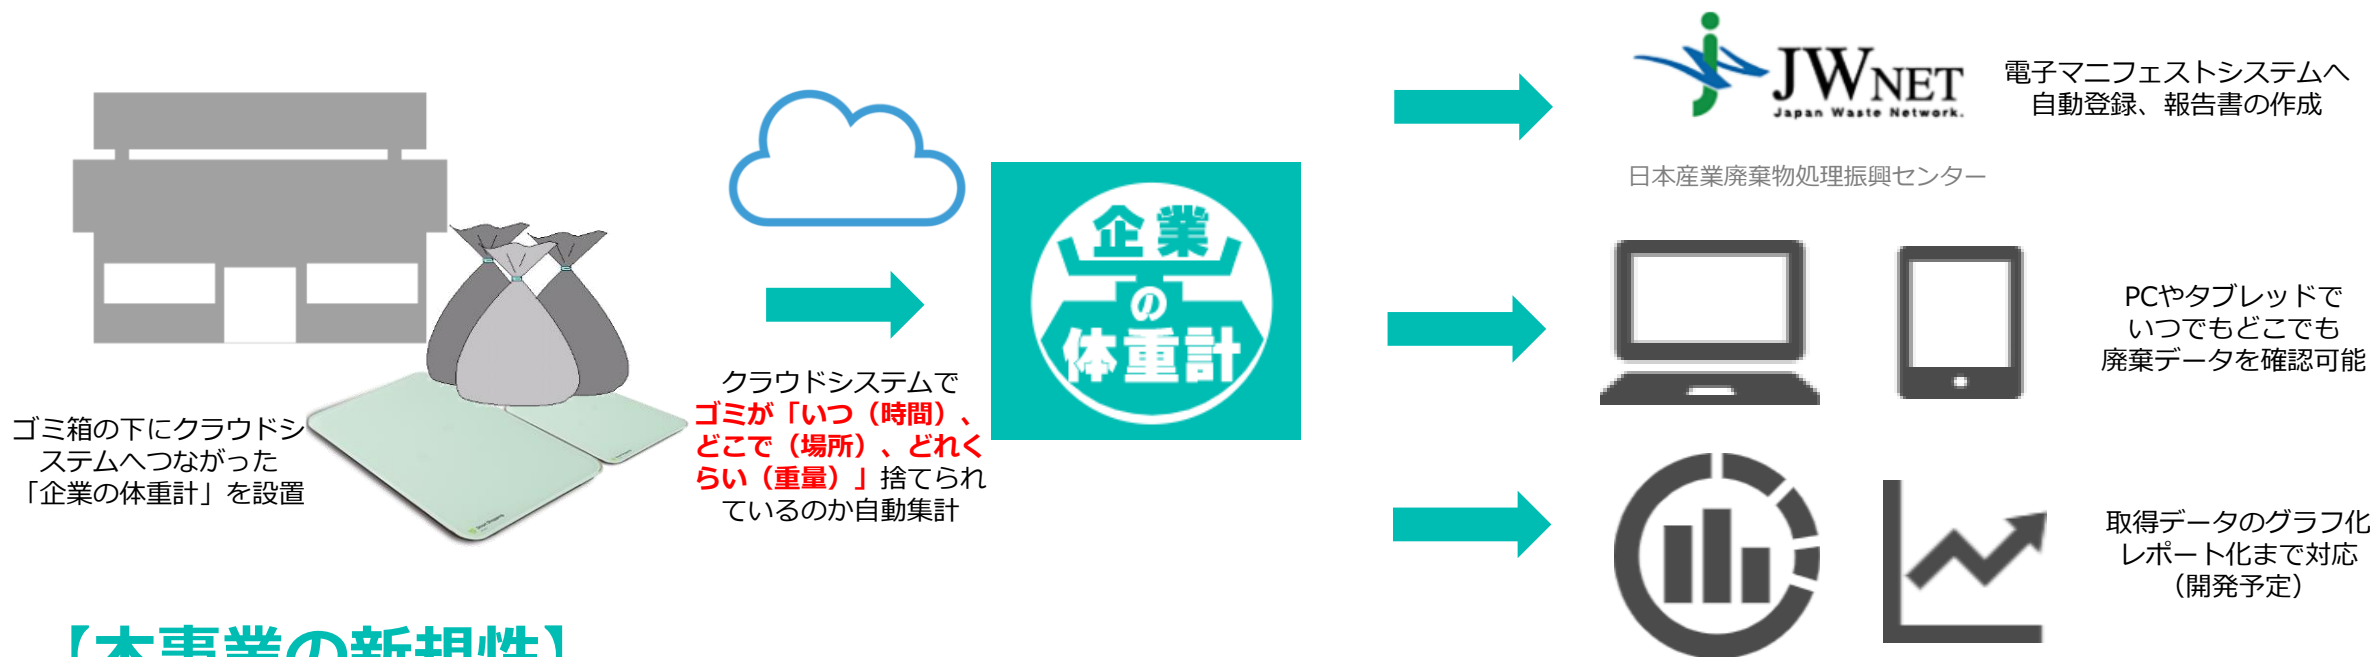 ゴミ箱の下にクラウドシ
ステムへつながった
「企業の体重計」を設置
クラウドシステムで
ゴミが「いつ（時間）、
どこで（場所）、どれく
らい（重量）」捨てられ
ているのか自動集計
企業
の
体重計
JWNET
Japan Waste Network.
電子マニフェストシステムへ
自動登録、報告書の作成
日本産業廃棄物処理振興センター
PCやタブレッドで
いつでもどこでも
廃棄データを確認可能
取得データのグラフ化
レポート化まで対応
（開発予定）
【本事業の新規性】